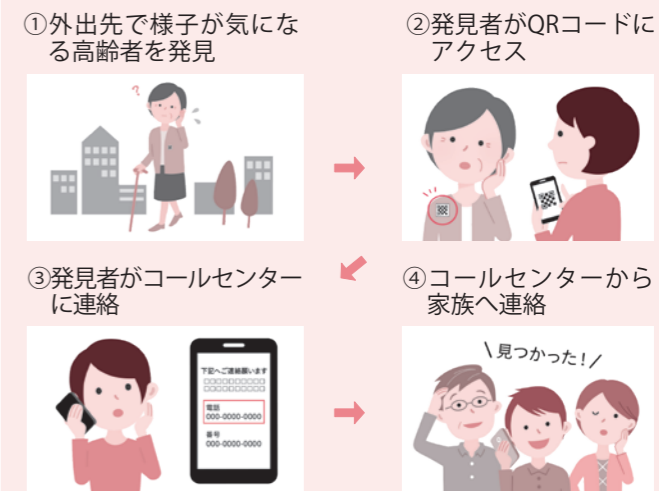 ①外出先で様子が気にな
る高齢者を発見
②発見者がQRコードに
アクセス
?
③発見者がコールセンター
に連絡
下記へご連絡願います
□□□□□□□□□□
□□□□□□□□□□
電話
000-0000-0000
番号
000-0000-0000
④コールセンターから
家族へ連絡
見つかった!